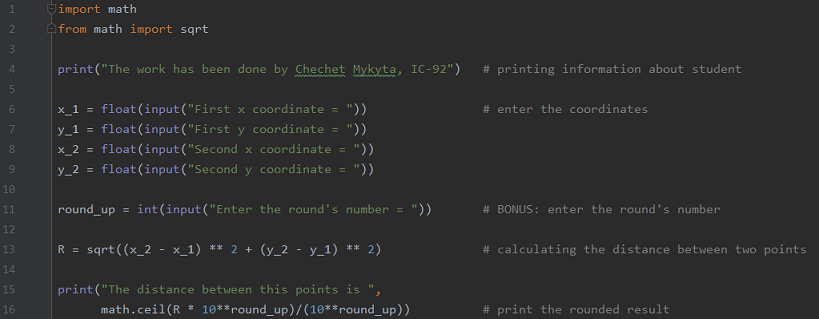 1 import math
2 from math import sqrt
3
4 print("The work has been done by Chechet Mykyta, IC-92") # printing information about student
5
6 x_1 = float(input("First x coordinate = ")) # enter the coordinates
7 y_1 = float(input("First y coordinate = "))
8 x_2 = float(input("Second x coordinate = "))
9 y_2 = float(input("Second y coordinate = "))
10
11 round_up = int(input("Enter the round's number = ")) # BONUS: enter the round's number
12
13 R = sqrt((x_2 - x_1) ** 2 + (y_2 - y_1) ** 2) # calculating the distance between two points
14
15 print("The distance between this points is ",
16 math.ceil(R * 10**round_up)/(10**round_up)) # print the rounded result